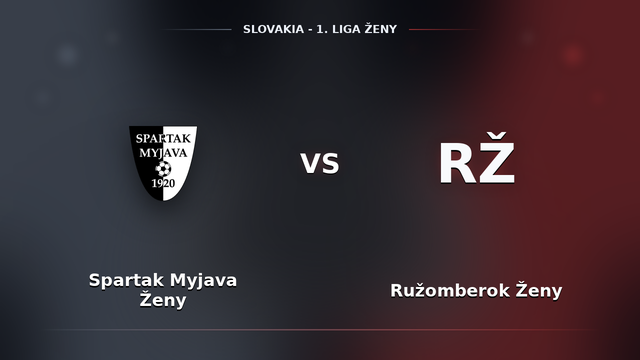 SLOVAKIA - 1. LIGA ŽENY
SPARTAK
MYJAVA
1920
VS
RŽ
Spartak Myjava
Ženy
Ružomberok Ženy